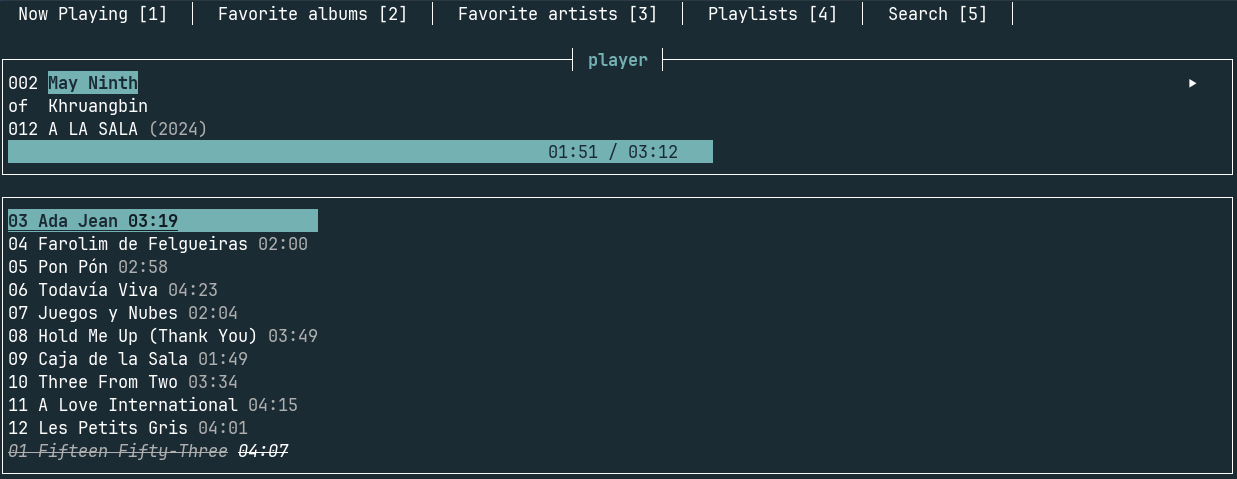 Now Playing [1] Favorite albums [2] Favorite artists [3] Playlists [4] Search [5]
player
002 May Ninth
of Khruangbin
012 A LA SALA (2024)
01:51 / 03:12
03 Ada Jean 03:19
04 Farolim de Felgueiras 02:00
05 Pon Pón 02:58
06 Todavía Viva 04:23
07 Juegos y Nubes 02:04
08 Hold Me Up (Thank You) 03:49
09 Caja de la Sala 01:49
10 Three From Two 03:34
11 A Love International 04:15
12 Les Petits Gris 04:01
01 Fifteen Fifty-Three 04:07